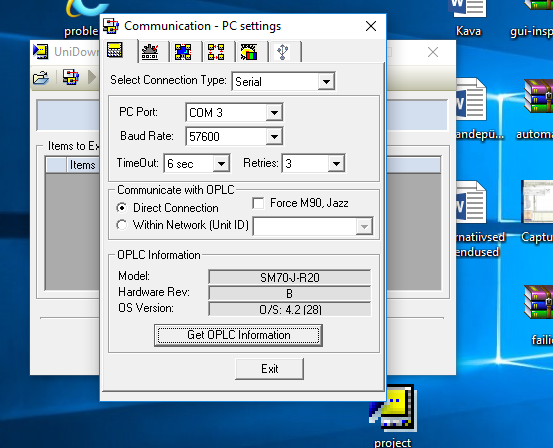 proble
Kava
gui-insp
UniDown
Communication - PC settings
Select Connection Type: Serial
PC Port: COM 3
Baud Rate: 57600
TimeOut: 6 sec Retries: 3
Communicate with OPLC
Direct Connection
Force M90, Jazz
Within Network (Unit ID)
OPLC Information
Model: SM70-J-R20
Hardware Rev: B
OS Version: O/S: 4.2 (28)
Get OPLC Information
Exit
Items to Ex
Items
andepü...
automa
rnatiivsed
endused
Captu
failid
project